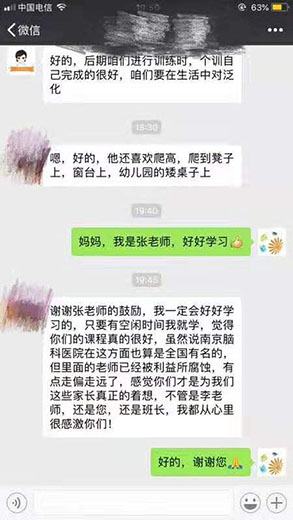 中国电信
63%
微信
好的，后期咱们进行训练时，个训自
己完成的很好，咱们要在生活中对泛
化
18:30
嗯，好的，他还喜欢爬高，爬到凳子
上，窗台上，幼儿园的矮桌子上
19:40
妈妈，我是张老师，好好学习👍
19:45
谢谢张老师的鼓励，我一定会好好学
习的，只要有空闲时间我就学，觉得
你们的课程真的很好，虽然说南京脑
科医院在这方面也算是全国有名的，
但里面的老师已经被利益所腐蚀，有
点走偏走远了，感觉你们才是为我们
这些家长真正的着想，不管是李老
师，还是您，还是班长，我都从心里
很感激你们！
好的，谢谢您🙏